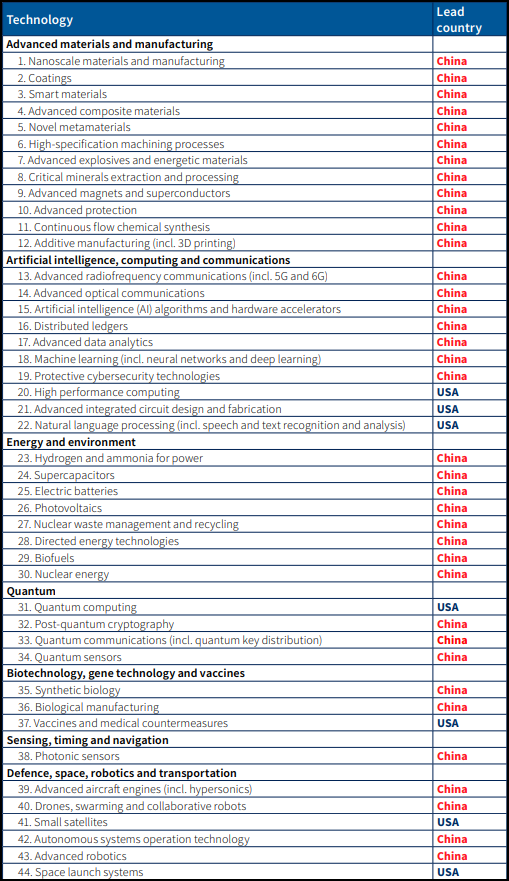 Technology Lead country
Advanced materials and manufacturing
1. Nanoscale materials and manufacturing China
2. Coatings China
3. Smart materials China
4. Advanced composite materials China
5. Novel metamaterials China
6. High-specification machining processes China
7. Advanced explosives and energetic materials China
8. Critical minerals extraction and processing China
9. Advanced magnets and superconductors China
10. Advanced protection China
11. Continuous flow chemical synthesis China
12. Additive manufacturing (incl. 3D printing) China
Artificial intelligence, computing and communications
13. Advanced radiofrequency communications (incl. 5G and 6G) China
14. Advanced optical communications China
15. Artificial intelligence (AI) algorithms and hardware accelerators China
16. Distributed ledgers China
17. Advanced data analytics China
18. Machine learning (incl. neural networks and deep learning) China
19. Protective cybersecurity technologies China
20. High performance computing USA
21. Advanced integrated circuit design and fabrication USA
22. Natural language processing (incl. speech and text recognition and analysis) USA
Energy and environment
23. Hydrogen and ammonia for power China
24. Supercapacitors China
25. Electric batteries China
26. Photovoltaics China
27. Nuclear waste management and recycling China
28. Directed energy technologies China
29. Biofuels China
30. Nuclear energy China
Quantum
31. Quantum computing USA
32. Post-quantum cryptography China
33. Quantum communications (incl. quantum key distribution) China
34. Quantum sensors China
Biotechnology, gene technology and vaccines
35. Synthetic biology China
36. Biological manufacturing China
37. Vaccines and medical countermeasures USA
Sensing, timing and navigation
38. Photonic sensors China
Defence, space, robotics and transportation
39. Advanced aircraft engines (incl. hypersonics) China
40. Drones, swarming and collaborative robots China
41. Small satellites USA
42. Autonomous systems operation technology China
43. Advanced robotics China
44. Space launch systems USA